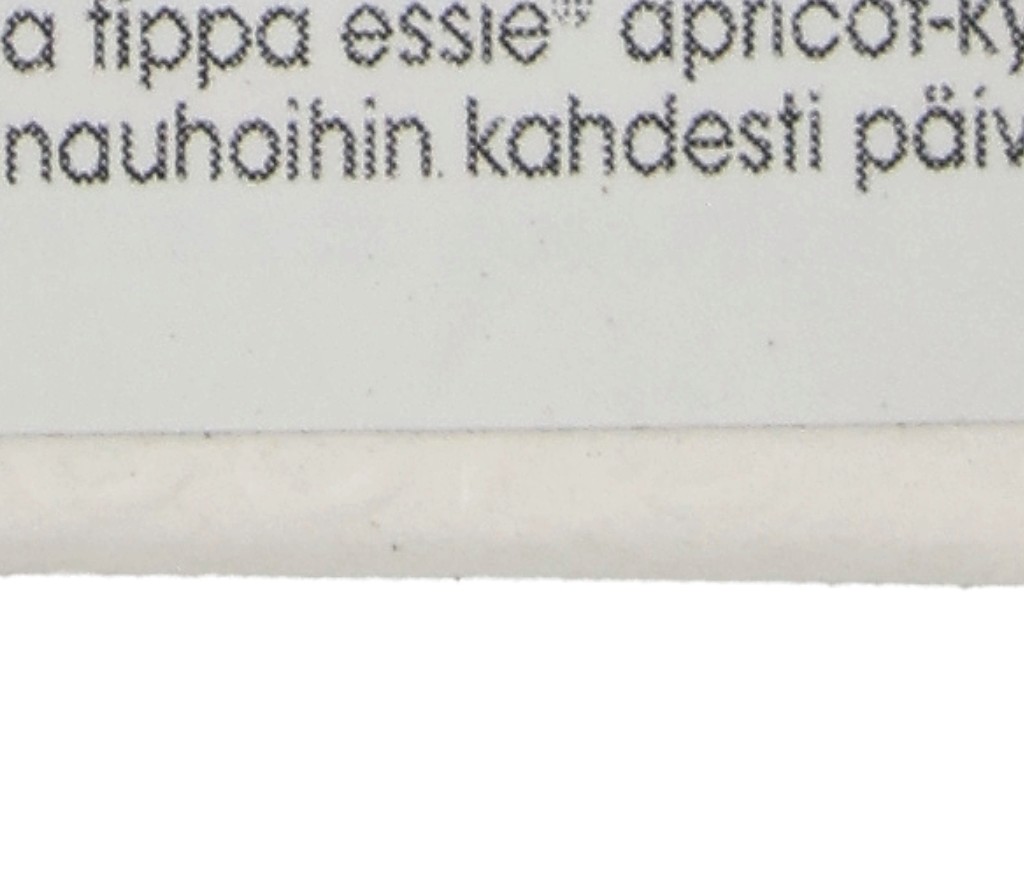 a tippa essie® apricot-ky
nauhoihin kahdesti päiv